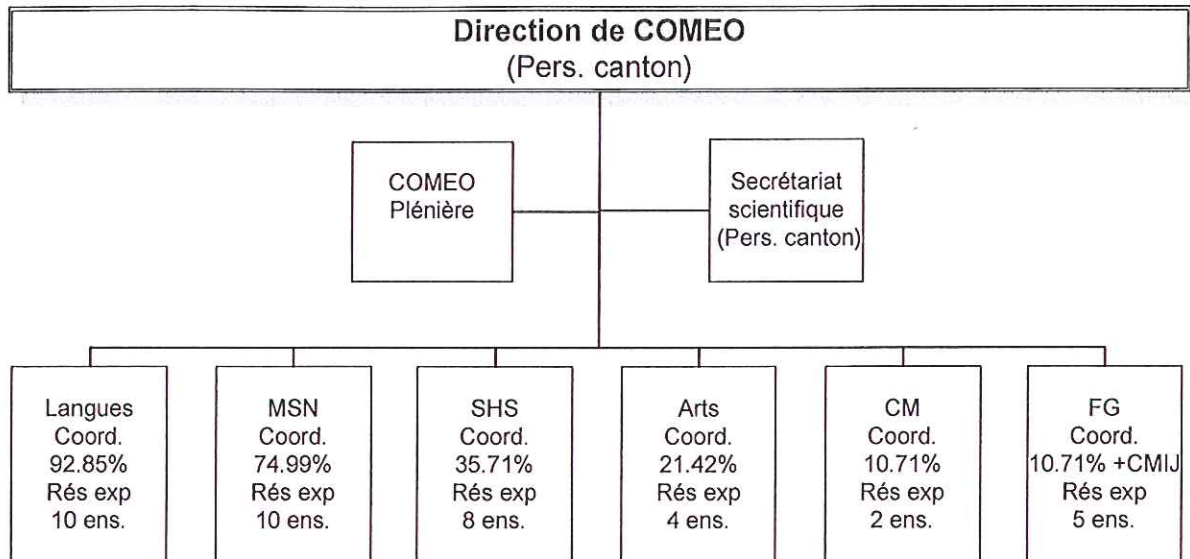 Direction de COMEO
(Pers. canton)
COMEO
Plénière
Secrétariat
scientifique
(Pers. canton)
Langues
Coord.
92.85%
Rés exp
10 ens.
MSN
Coord.
74.99%
Rés exp
10 ens.
SHS
Coord.
35.71%
Rés exp
8 ens.
Arts
Coord.
21.42%
Rés exp
4 ens.
CM
Coord.
10.71%
Rés exp
2 ens.
FG
Coord.
10.71% +CMIJ
Rés exp
5 ens.